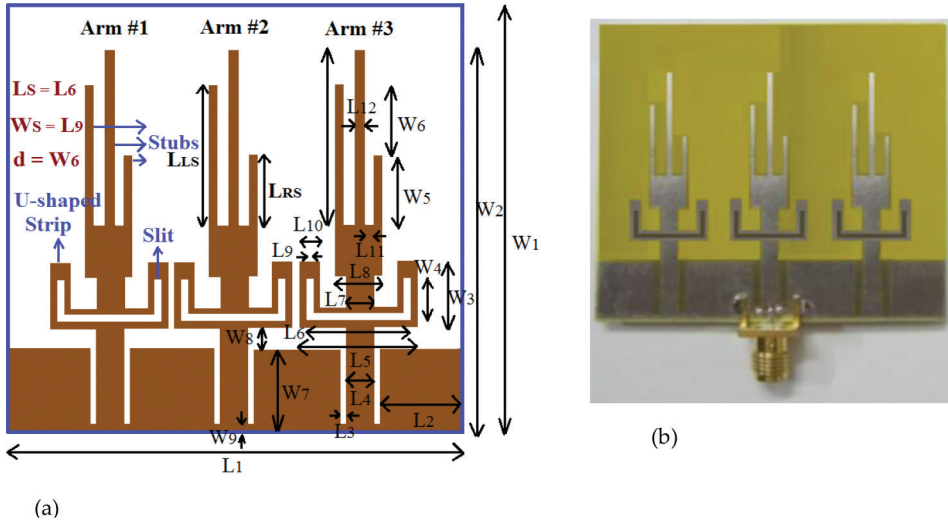 Arm #1 Arm #2 Arm #3
LS = L6
WS = L9
d = W6
Stubs
U-shaped
Strip
Slit
LLS
LRS
L12
W6
W5
W2
W1
L10
L9
L11
L8
W4
W3
L7
L6
W8
L5
W7
L4
L2
L3
W9
L1
(a)
(b)